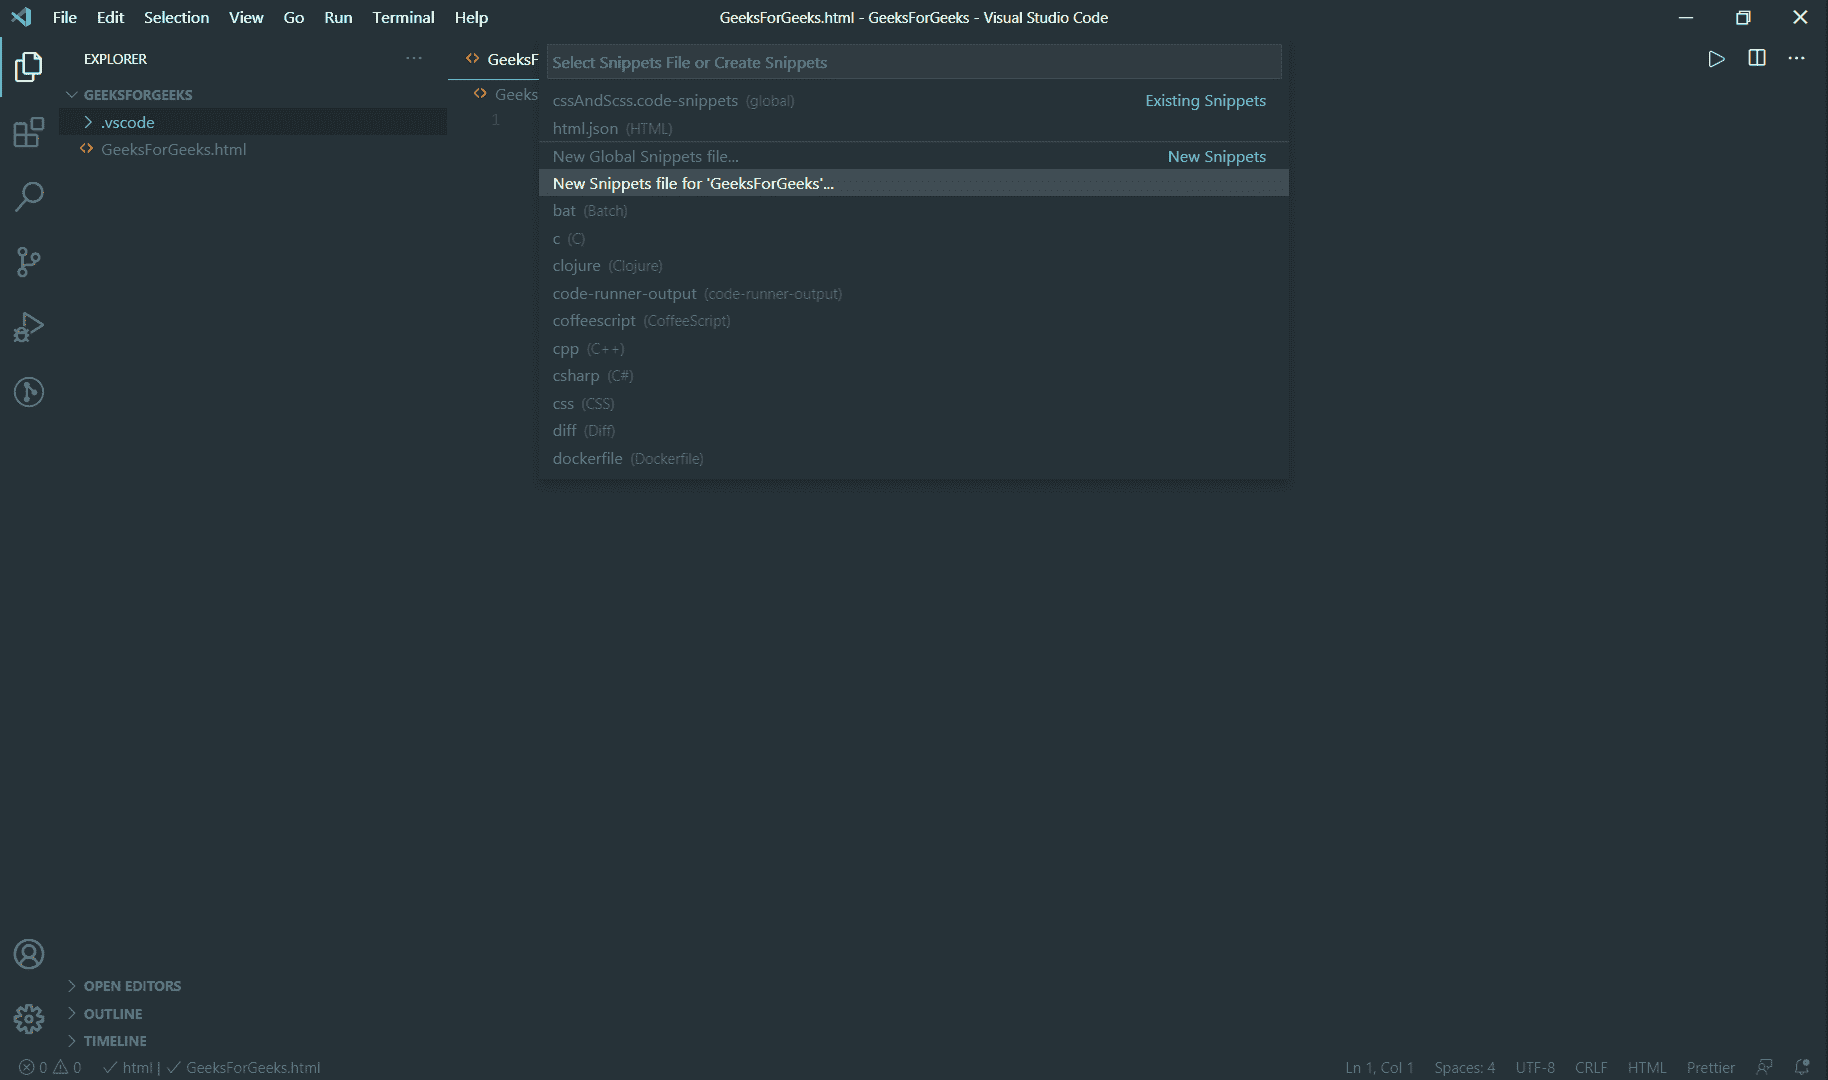 File Edit Selection View Go Run Terminal Help
GeeksForGeeks.html - GeeksForGeeks - Visual Studio Code
EXPLORER
GEEKSFORGEEKS
.vscode
GeeksForGeeks.html
GeeksF
Geeks
1
Select Snippets File or Create Snippets
cssAndScss.code-snippets (global) Existing Snippets
html.json (HTML)
New Global Snippets file... New Snippets
New Snippets file for 'GeeksForGeeks'...
bat (Batch)
c (C)
clojure (Clojure)
code-runner-output (code-runner-output)
coffeescript (CoffeeScript)
cpp (C++)
csharp (C#)
css (CSS)
diff (Diff)
dockerfile (Dockerfile)
OPEN EDITORS
OUTLINE
TIMELINE
0 0 html | GeeksForGeeks.html Ln 1, Col 1 Spaces: 4 UTF-8 CRLF HTML Prettier